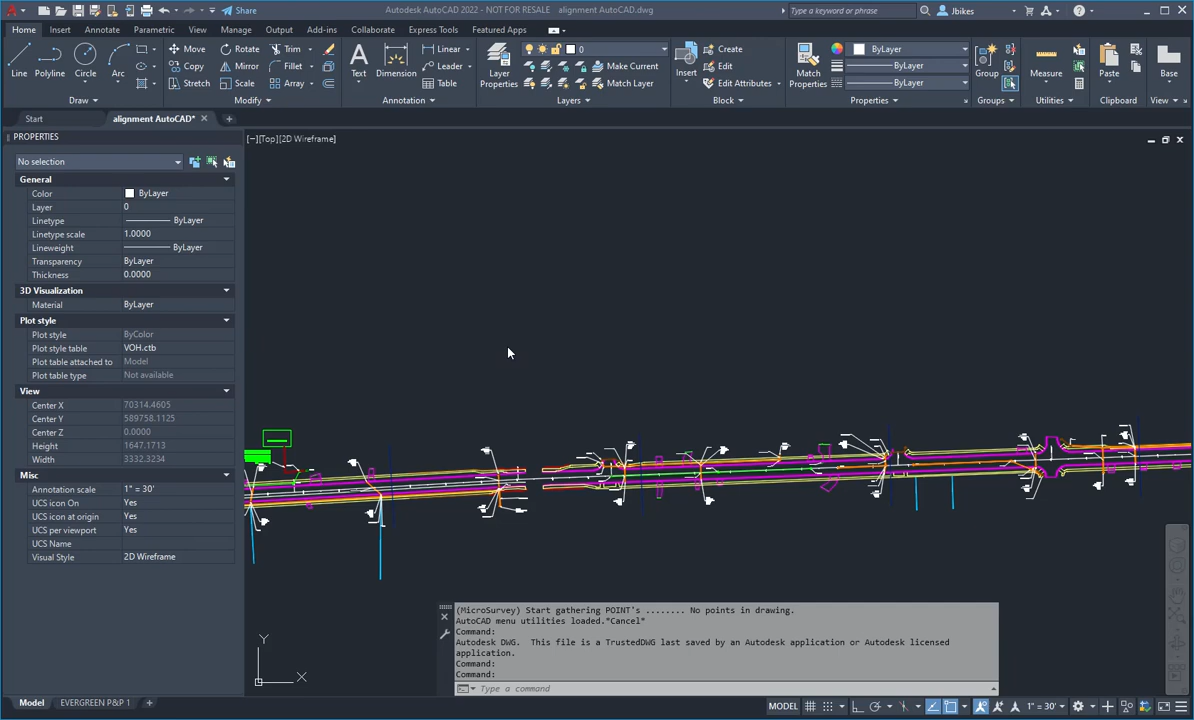 Share
Autodesk AutoCAD 2022 - NOT FOR RESALE alignment AutoCAD.dwg
Type a keyword or phrase
Jbikes
Home Insert Annotate Parametric View Manage Output Add-ins Collaborate Express Tools Featured Apps
Line Polyline Circle Arc
Draw
Move Rotate Trim
Copy Mirror Fillet
Stretch Scale Array
Modify
Text Dimension
Linear
Leader
Table
Annotation
Layer Properties
0
Make Current
Match Layer
Layers
Insert
Create
Edit
Edit Attributes
Block
Match Properties
ByLayer
ByLayer
ByLayer
Properties
Group
Groups
Measure
Utilities
Paste
Clipboard
Base
View
Start alignment AutoCAD*
PROPERTIES
[−][Top][2D Wireframe]
No selection
General
Color ByLayer
Layer 0
Linetype ByLayer
Linetype scale 1.0000
Lineweight ByLayer
Transparency ByLayer
Thickness 0.0000
3D Visualization
Material ByLayer
Plot style
Plot style ByColor
Plot style table VOH.ctb
Plot table attached to Model
Plot table type Not available
View
Center X 70314.4605
Center Y 589758.1125
Center Z 0.0000
Height 1647.1713
Width 3332.3234
Misc
Annotation scale 1" = 30'
UCS icon On Yes
UCS icon at origin Yes
UCS per viewport Yes
UCS Name
Visual Style 2D Wireframe
(MicroSurvey) Start gathering POINT's ........ No points in drawing.
AutoCAD menu utilities loaded.*Cancel*
Command:
Autodesk DWG. This file is a TrustedDWG last saved by an Autodesk application or Autodesk licensed
application.
Command:
Command:
Type a command
Y
X
Model EVERGREEN P&P 1
MODEL
1" = 30'